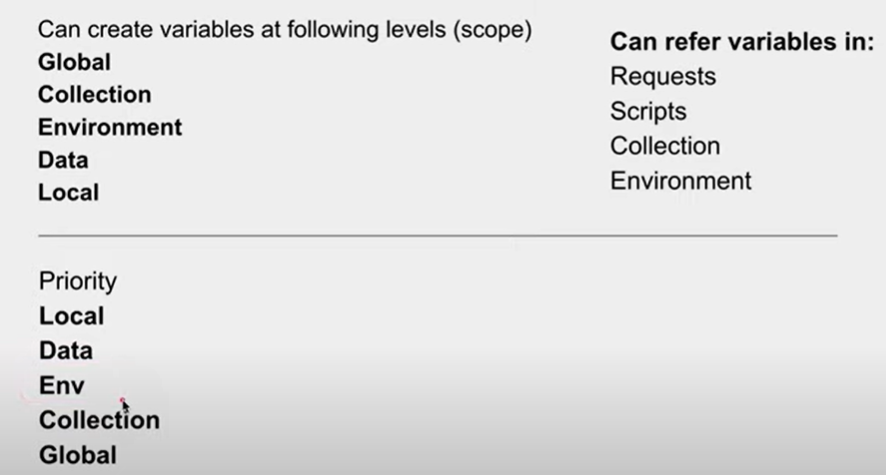 Can create variables at following levels (scope)
Global
Collection
Environment
Data
Local
Can refer variables in:
Requests
Scripts
Collection
Environment
Priority
Local
Data
Env
Collection
Global